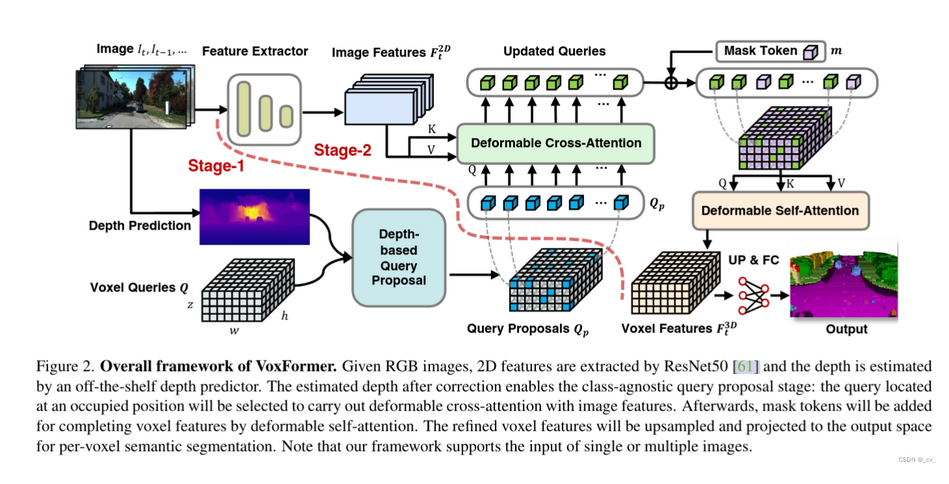 Image I_t, I_{t-1}, ...
Feature Extractor
Image Features F_t^{2D}
Updated Queries
Mask Token m
...
...
...
K
V
Deformable Cross-Attention
Stage-1
Stage-2
Q
...
Q K V
Deformable Self-Attention
... Q_p
Depth Prediction
Depth-
based
Query
Proposal
UP & FC
Voxel Queries Q
z
h
w
Query Proposals Q_p
Voxel Features F_t^{3D}
Output
Figure 2. Overall framework of VoxFormer. Given RGB images, 2D features are extracted by ResNet50 [61] and the depth is estimated
by an off-the-shelf depth predictor. The estimated depth after correction enables the class-agnostic query proposal stage: the query located
at an occupied position will be selected to carry out deformable cross-attention with image features. Afterwards, mask tokens will be added
for completing voxel features by deformable self-attention. The refined voxel features will be upsampled and projected to the output space
for per-voxel semantic segmentation. Note that our framework supports the input of single or multiple images.
CSDN @_cv_